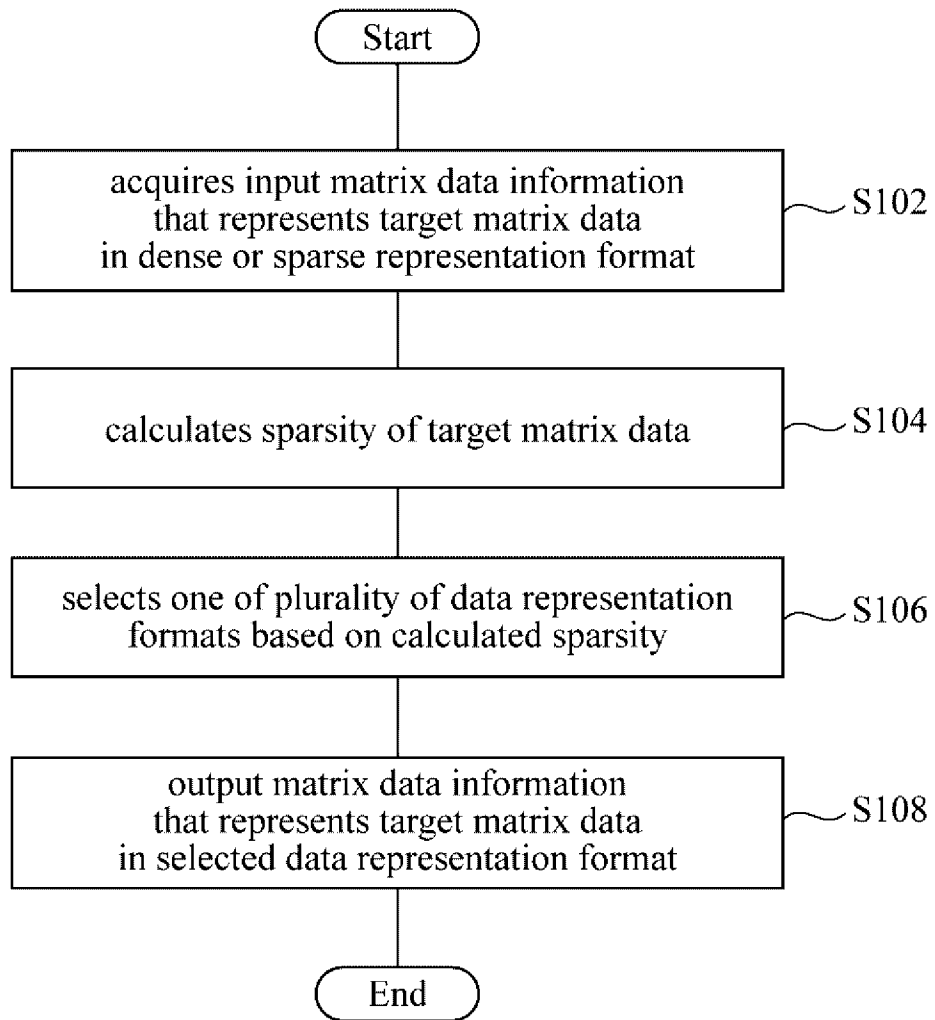 Start
acquires input matrix data information
that represents target matrix data
in dense or sparse representation format
S102
calculates sparsity of target matrix data
S104
selects one of plurality of data representation
formats based on calculated sparsity
S106
output matrix data information
that represents target matrix data
in selected data representation format
S108
End